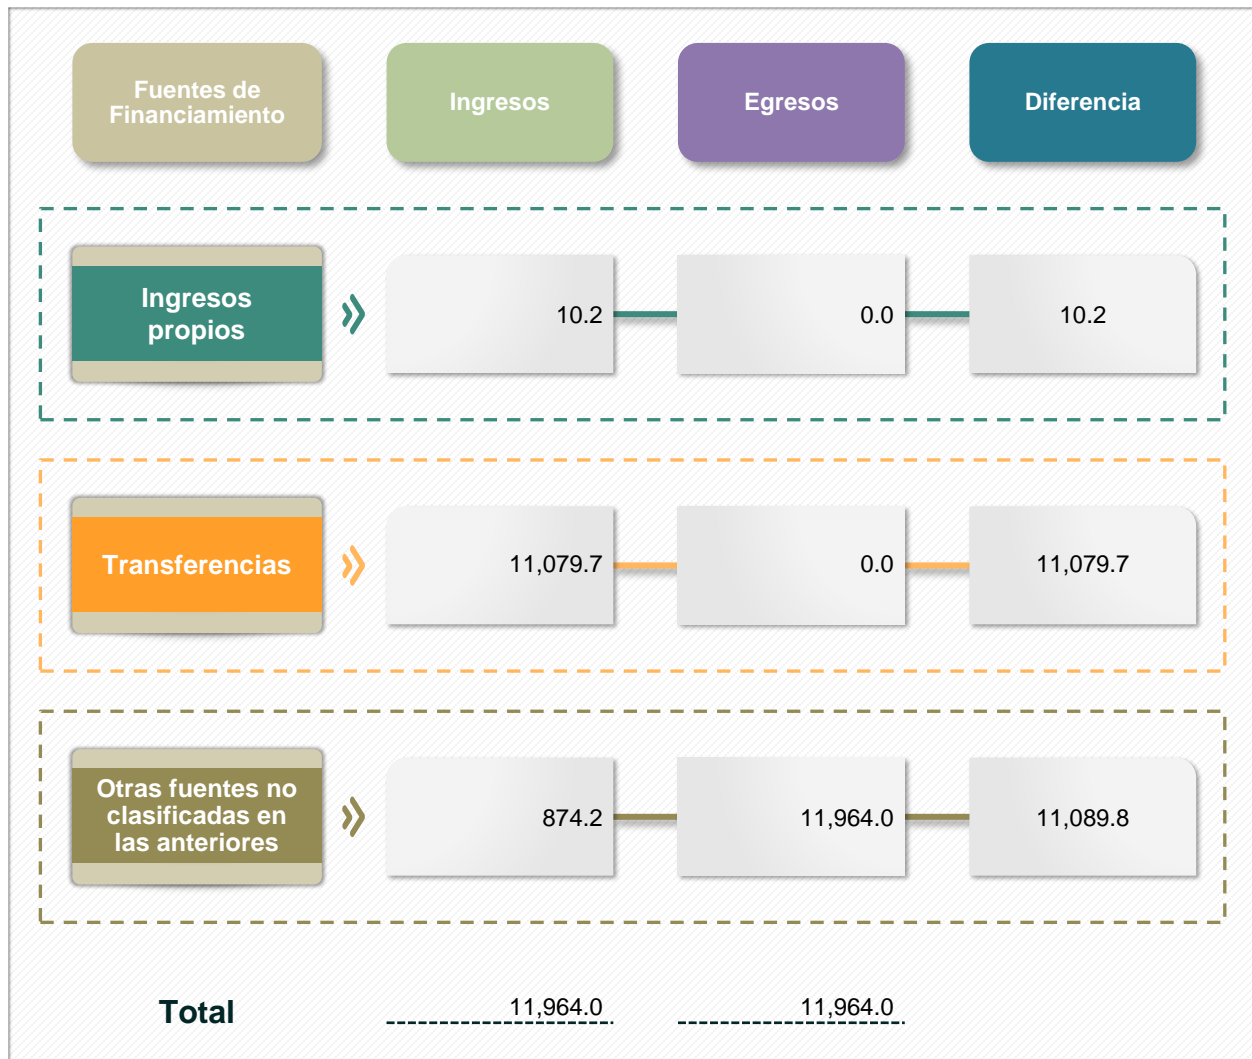 Fuentes de
Financiamiento
Ingresos
Egresos
Diferencia
Ingresos
propios
10.2
0.0
10.2
Transferencias
11,079.7
0.0
11,079.7
Otras fuentes no
clasificadas en
las anteriores
874.2
11,964.0
11,089.8
Total
11,964.0
11,964.0